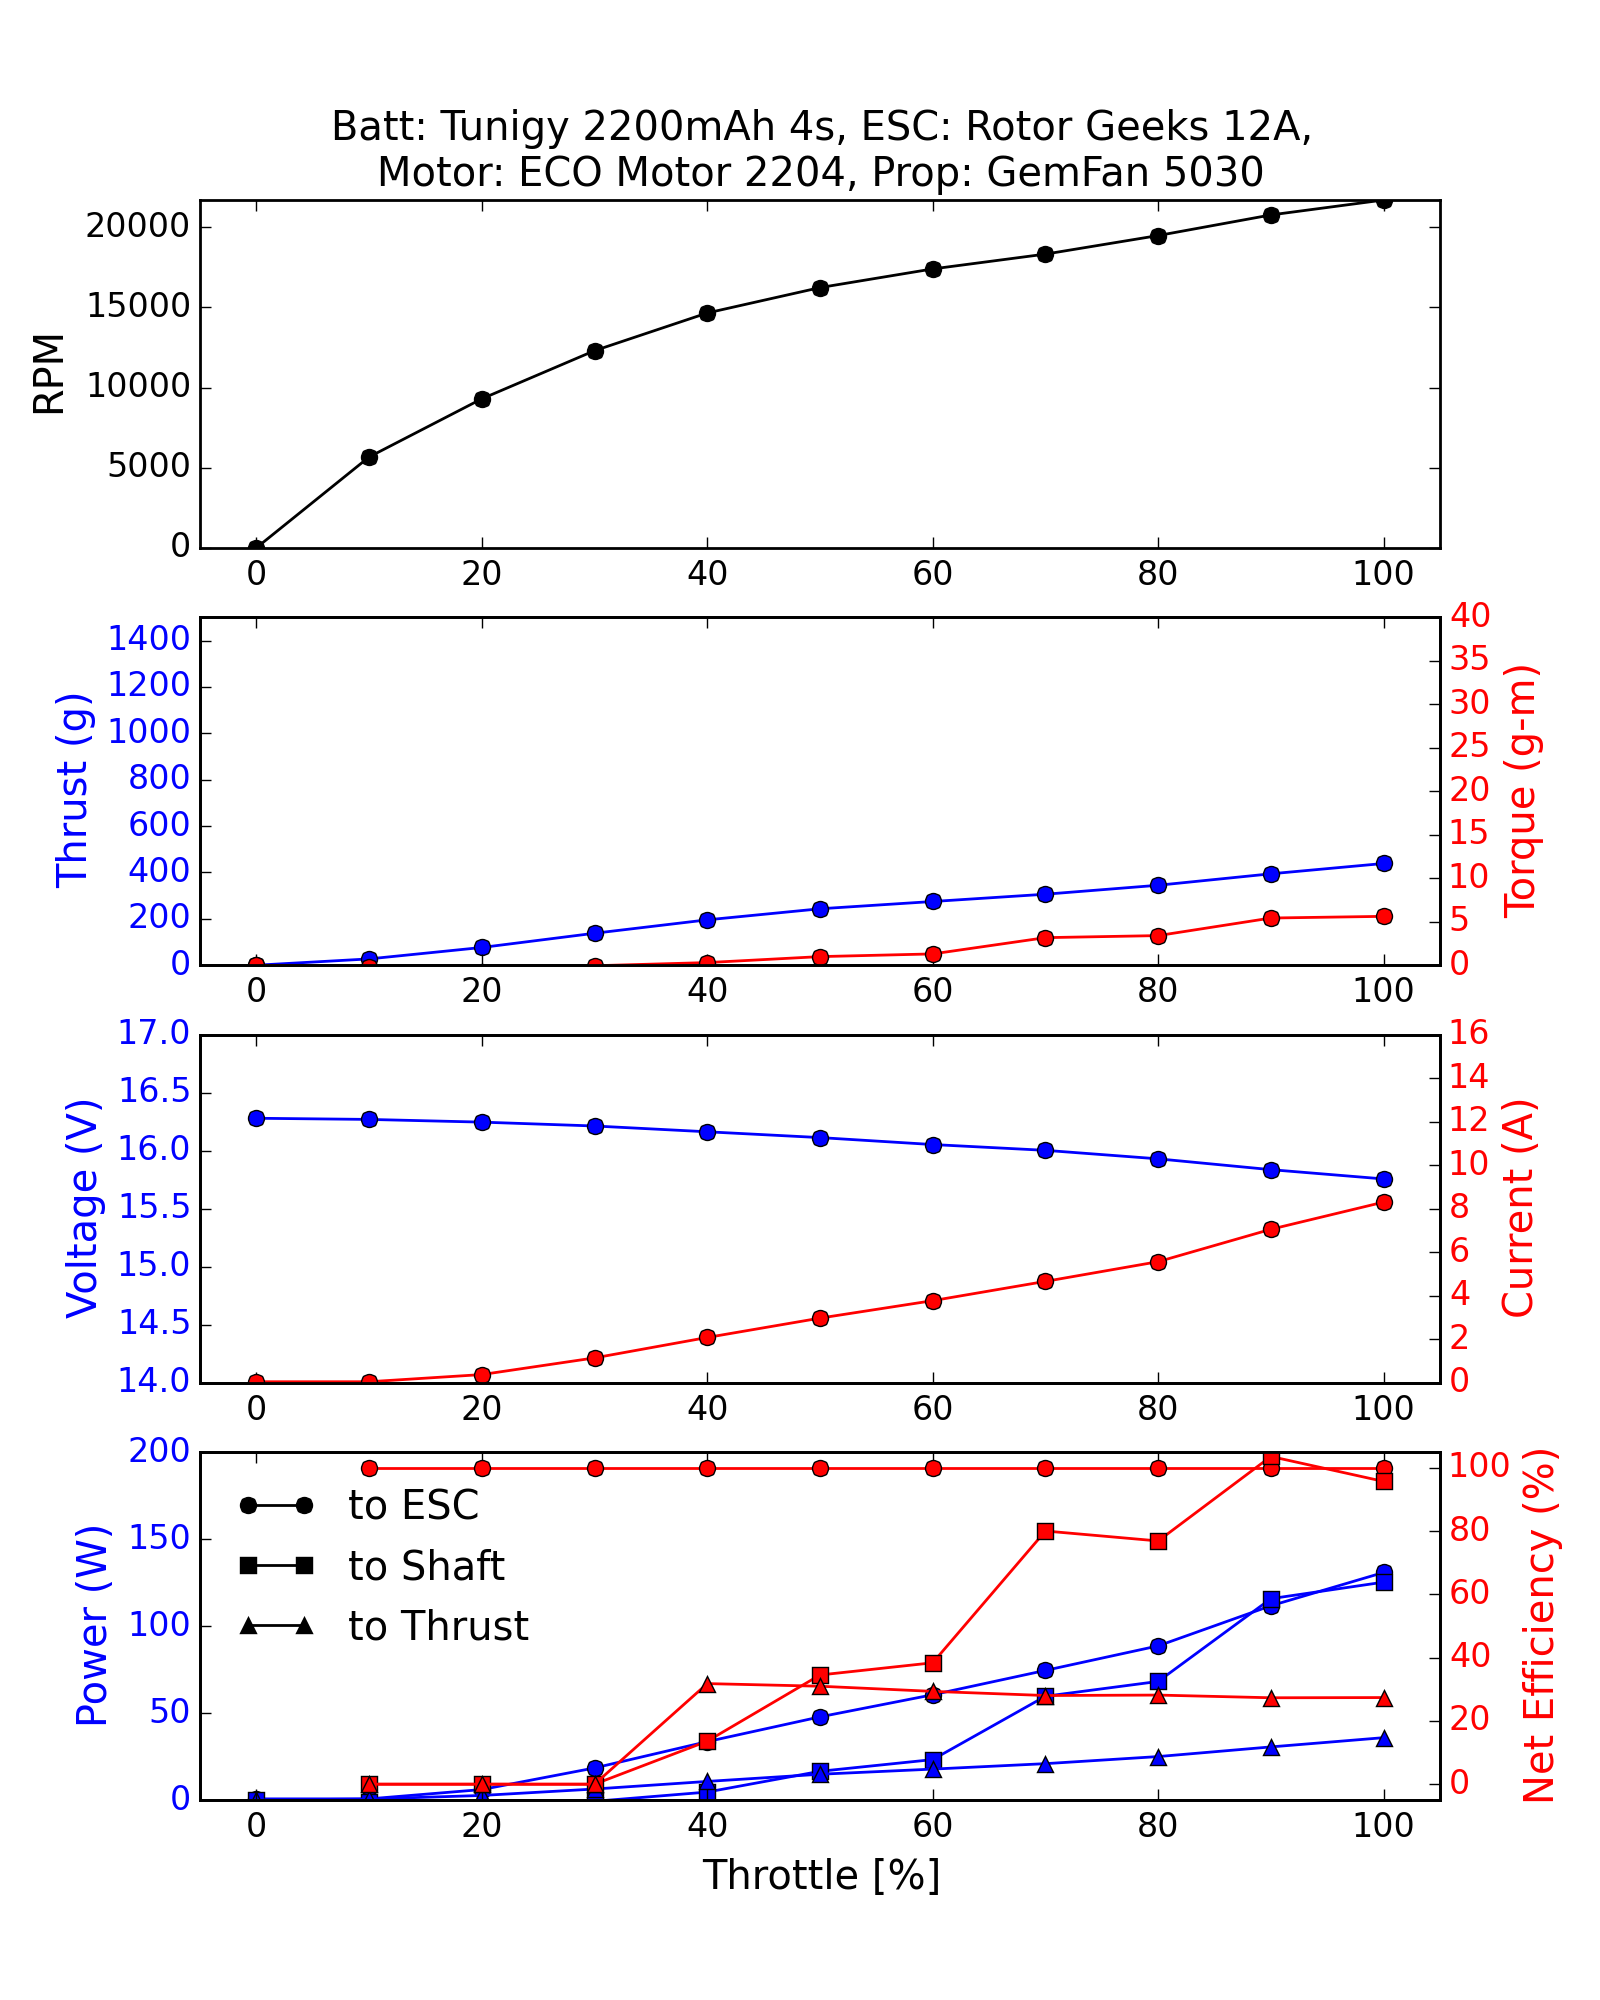 Batt: Tunigy 2200mAh 4s, ESC: Rotor Geeks 12A,
Motor: ECO Motor 2204, Prop: GemFan 5030
20000
15000
10000
5000
0
RPM
0 20 40 60 80 100
1400
1200
1000
800
600
400
200
0
Thrust (g)
40
35
30
25
20
15
10
5
0
Torque (g-m)
0 20 40 60 80 100
17.0
16.5
16.0
15.5
15.0
14.5
14.0
Voltage (V)
16
14
12
10
8
6
4
2
0
Current (A)
0 20 40 60 80 100
200
150
100
50
0
Power (W)
to ESC
to Shaft
to Thrust
100
80
60
40
20
0
Net Efficiency (%)
0 20 40 60 80 100
Throttle [%]